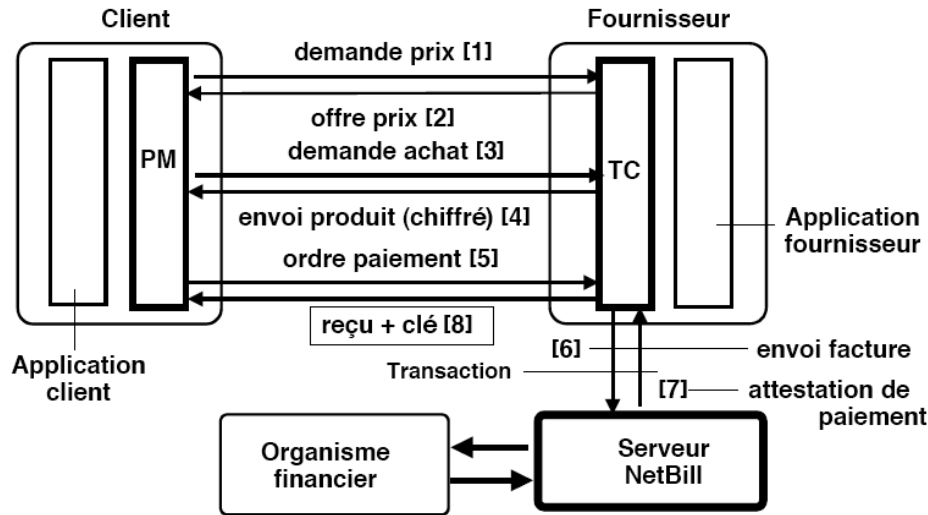 Client
Fournisseur
demande prix [1]
offre prix [2]
demande achat [3]
PM
TC
envoi produit (chiffré) [4]
ordre paiement [5]
Application
fournisseur
reçu + clé [8]
Application
client
[6]
envoi facture
Transaction
[7]
attestation de
paiement
Organisme
financier
Serveur
NetBill